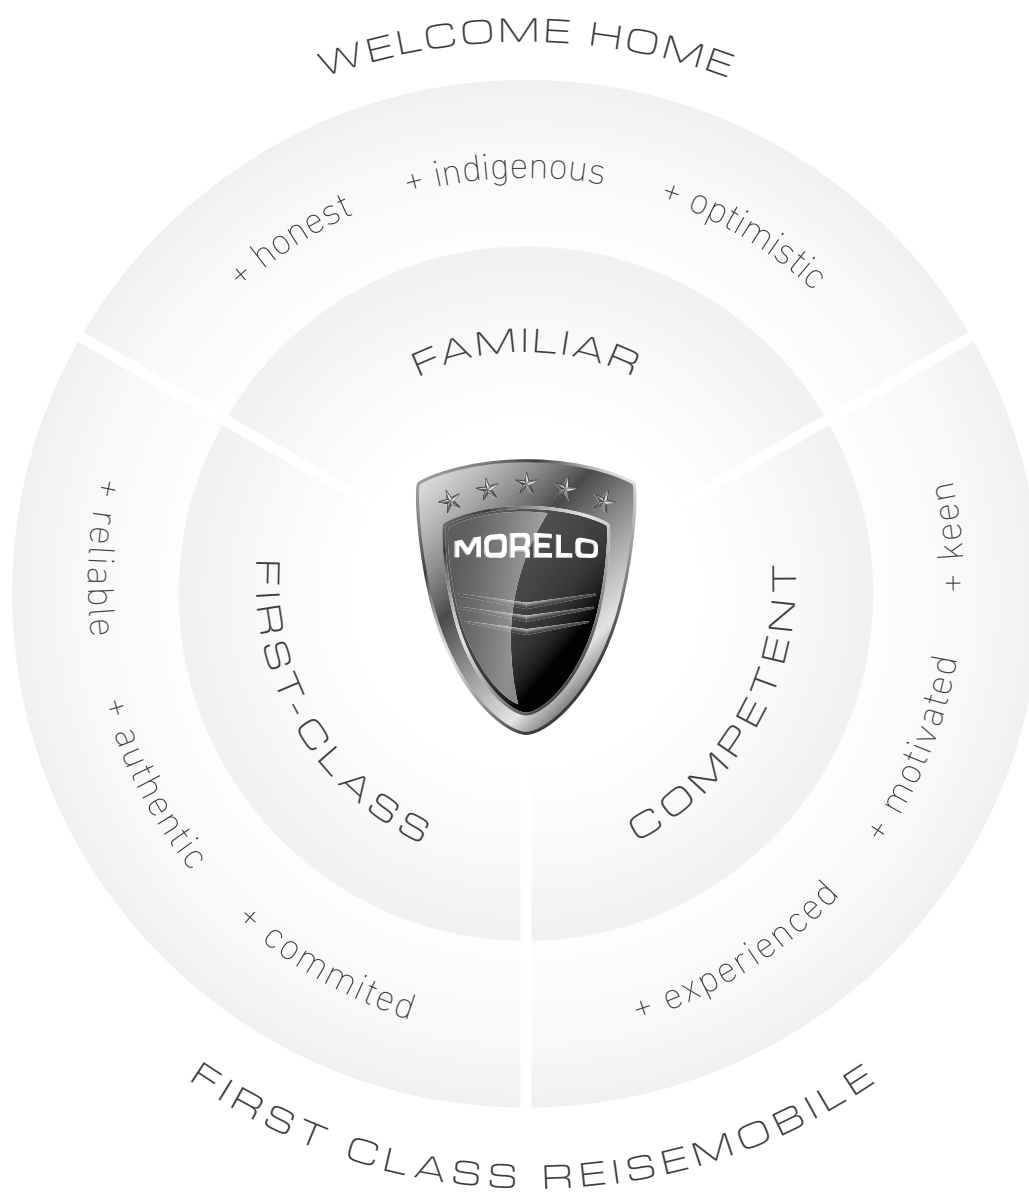 WELCOME HOME
+ honest + indigenous + optimistic
FAMILIAR
MORELO
FIRST-CLASS
+ reliable + authentic + commited
COMPETENT
+ keen + motivated + experienced
FIRST CLASS REISEMOBILE